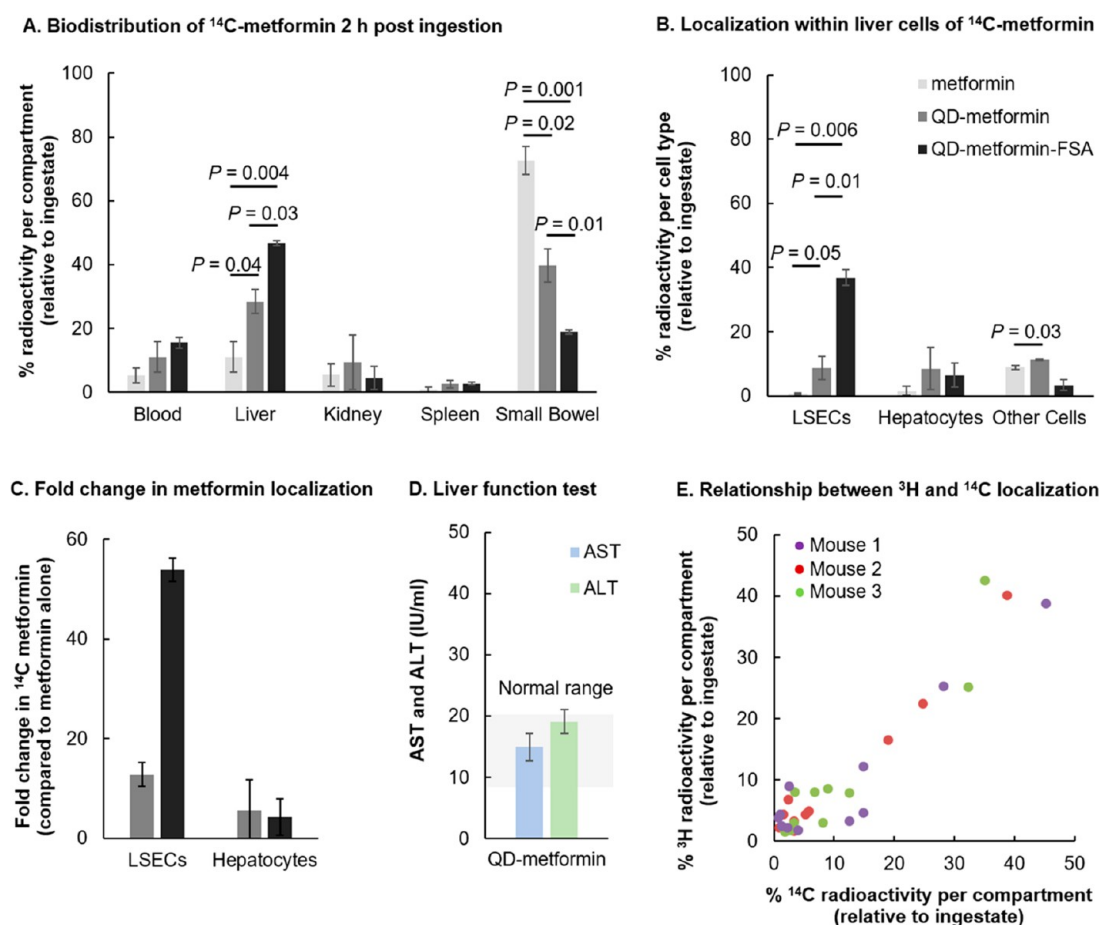 A. Biodistribution of ¹⁴C-metformin 2 h post ingestion
% radioactivity per compartment
(relative to ingestate)
100
80
60
40
20
0
P = 0.004
P = 0.03
P = 0.04
P = 0.001
P = 0.02
P = 0.01
Blood Liver Kidney Spleen Small Bowel
B. Localization within liver cells of ¹⁴C-metformin
% radioactivity per cell type
(relative to ingestate)
100
80
60
40
20
0
metformin
QD-metformin
QD-metformin-FSA
P = 0.006
P = 0.01
P = 0.05
P = 0.03
LSECs Hepatocytes Other Cells
C. Fold change in metformin localization
Fold change in ¹⁴C metformin
(compared to metformin alone)
60
40
20
0
LSECs Hepatocytes
D. Liver function test
AST and ALT (IU/ml)
50
40
30
20
10
0
AST
ALT
Normal range
QD-metformin
E. Relationship between ³H and ¹⁴C localization
% ³H radioactivity per compartment
(relative to ingestate)
50
40
30
20
10
0
Mouse 1
Mouse 2
Mouse 3
0 10 20 30 40 50
% ¹⁴C radioactivity per compartment
(relative to ingestate)